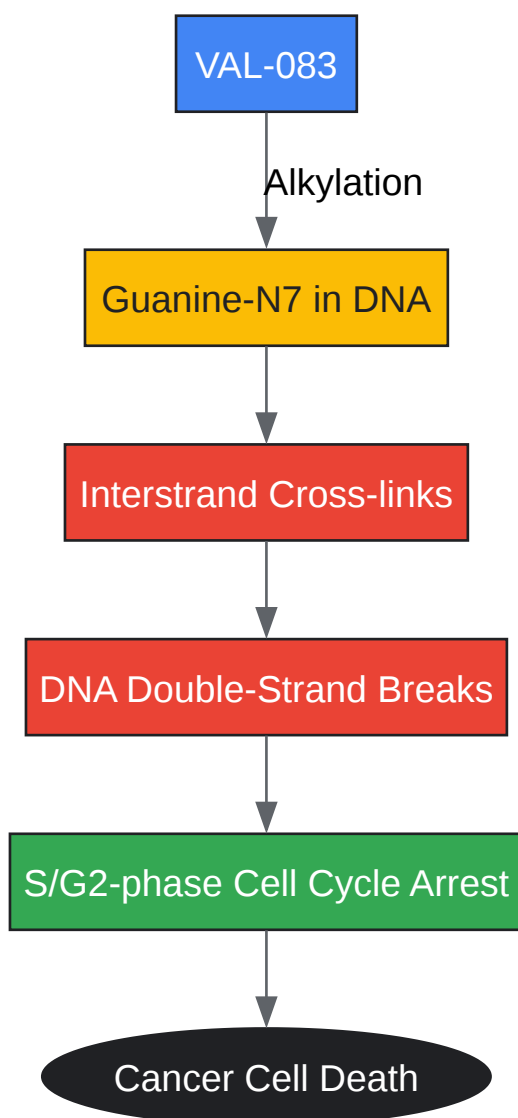 VAL-083
Alkylation
Guanine-N7 in DNA
Interstrand Cross-links
DNA Double-Strand Breaks
S/G2-phase Cell Cycle Arrest
Cancer Cell Death